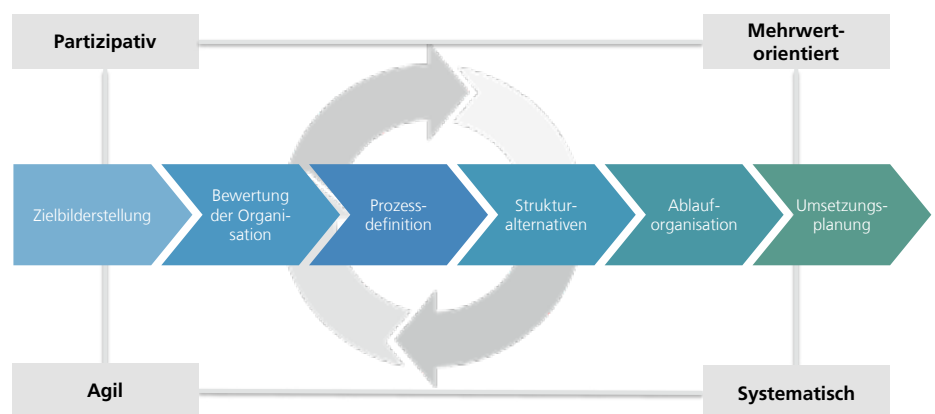 Partizipativ
Mehrwert-
orientiert
Zielbilderstellung
Bewertung
der Organi-
sation
Prozess-
definition
Struktur-
alternativen
Ablauf-
organisation
Umsetzungs-
planung
Agil
Systematisch